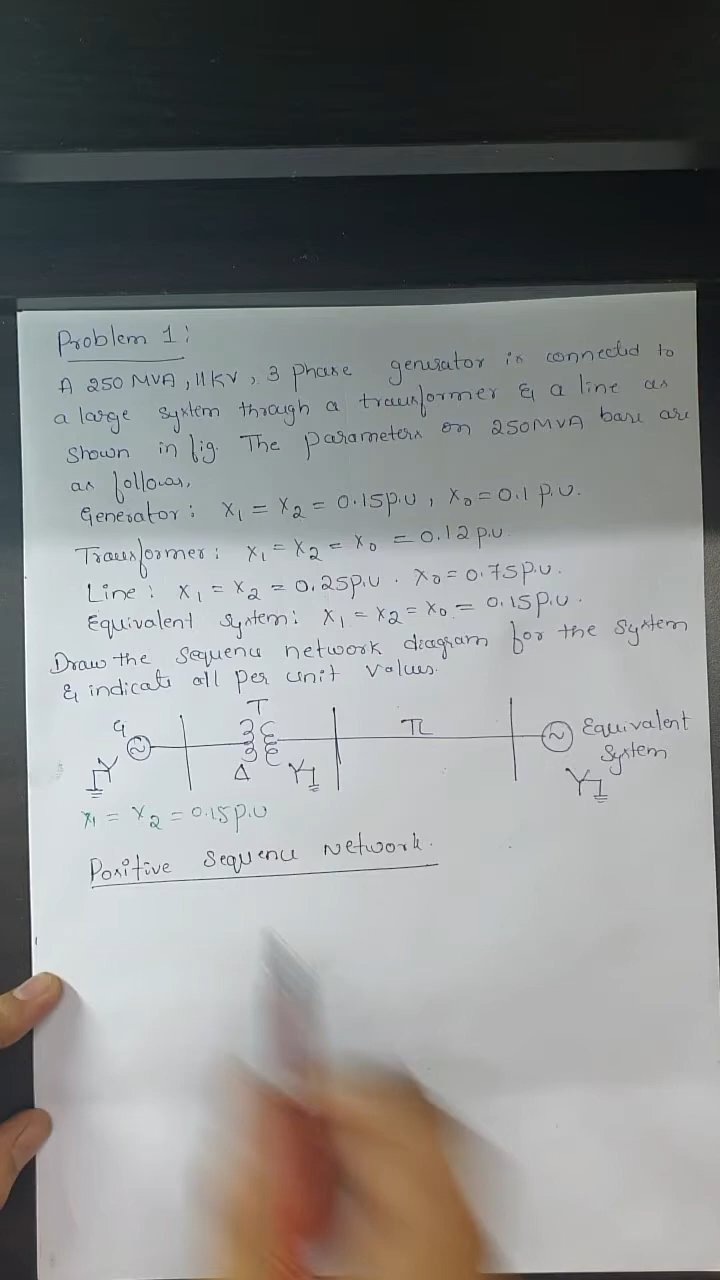 Problem 1:
A 250 MVA, 11KV, 3 phase generator is connected to
a large system through a transformer & a line as
shown in fig. The parameters on 250MVA base are
as follows,
Generator: X1 = X2 = 0.15p.u, X0 = 0.1 p.u.
Transformer: X1 = X2 = X0 = 0.12 p.u.
Line: X1 = X2 = 0.25p.u. X0 = 0.75p.u.
Equivalent system: X1 = X2 = X0 = 0.15p.u.
Draw the sequence network diagram for the system
& indicate all per unit values.
G T TL Equivalent
System
Δ
X1 = X2 = 0.15p.u
Positive sequence network.